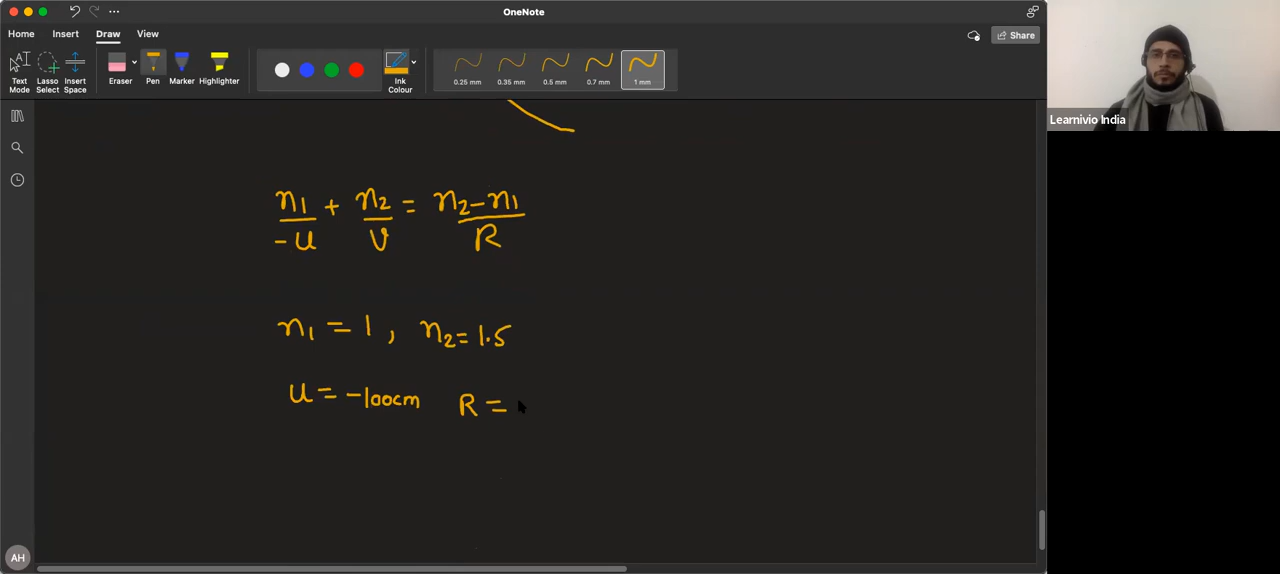 OneNote
Home Insert Draw View
Share
Text Mode
Lasso Select
Insert Space
Eraser
Pen
Marker
Highlighter
Ink Colour
0.25 mm
0.35 mm
0.5 mm
0.7 mm
1 mm
Learnivio India
n₁/-u + n₂/v = n₂-n₁/R
n₁ = 1, n₂ = 1.5
u = -100cm R =
AH